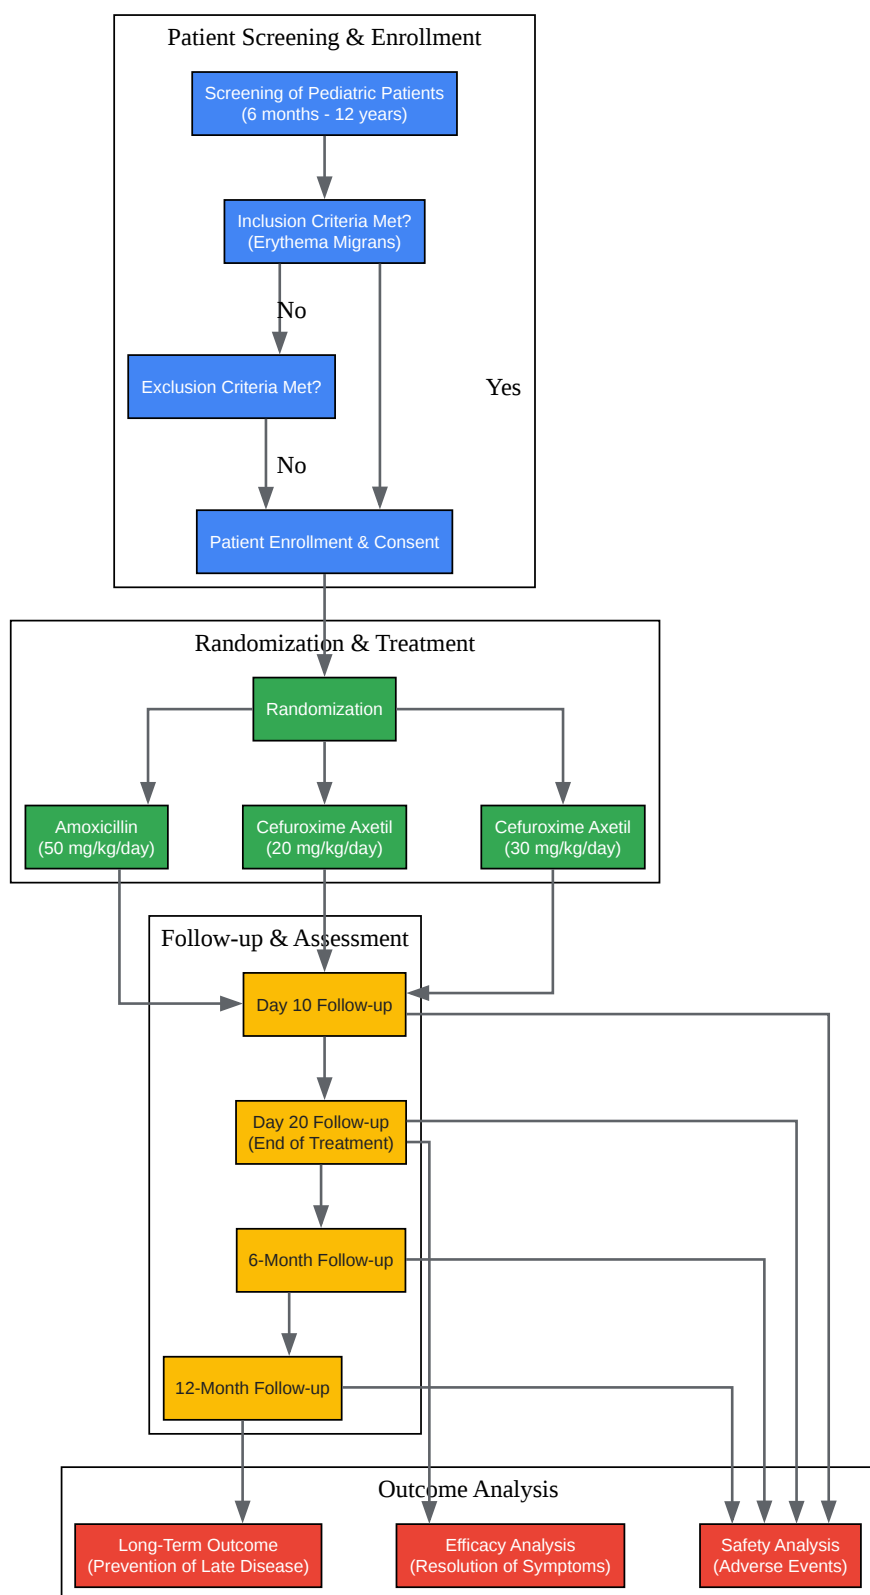 Patient Screening & Enrollment
Screening of Pediatric Patients
(6 months - 12 years)
Inclusion Criteria Met?
(Erythema Migrans)
No
Exclusion Criteria Met?
Yes
No
Patient Enrollment & Consent
Randomization & Treatment
Randomization
Amoxicillin
(50 mg/kg/day)
Cefuroxime Axetil
(20 mg/kg/day)
Cefuroxime Axetil
(30 mg/kg/day)
Follow-up & Assessment
Day 10 Follow-up
Day 20 Follow-up
(End of Treatment)
6-Month Follow-up
12-Month Follow-up
Outcome Analysis
Long-Term Outcome
(Prevention of Late Disease)
Efficacy Analysis
(Resolution of Symptoms)
Safety Analysis
(Adverse Events)